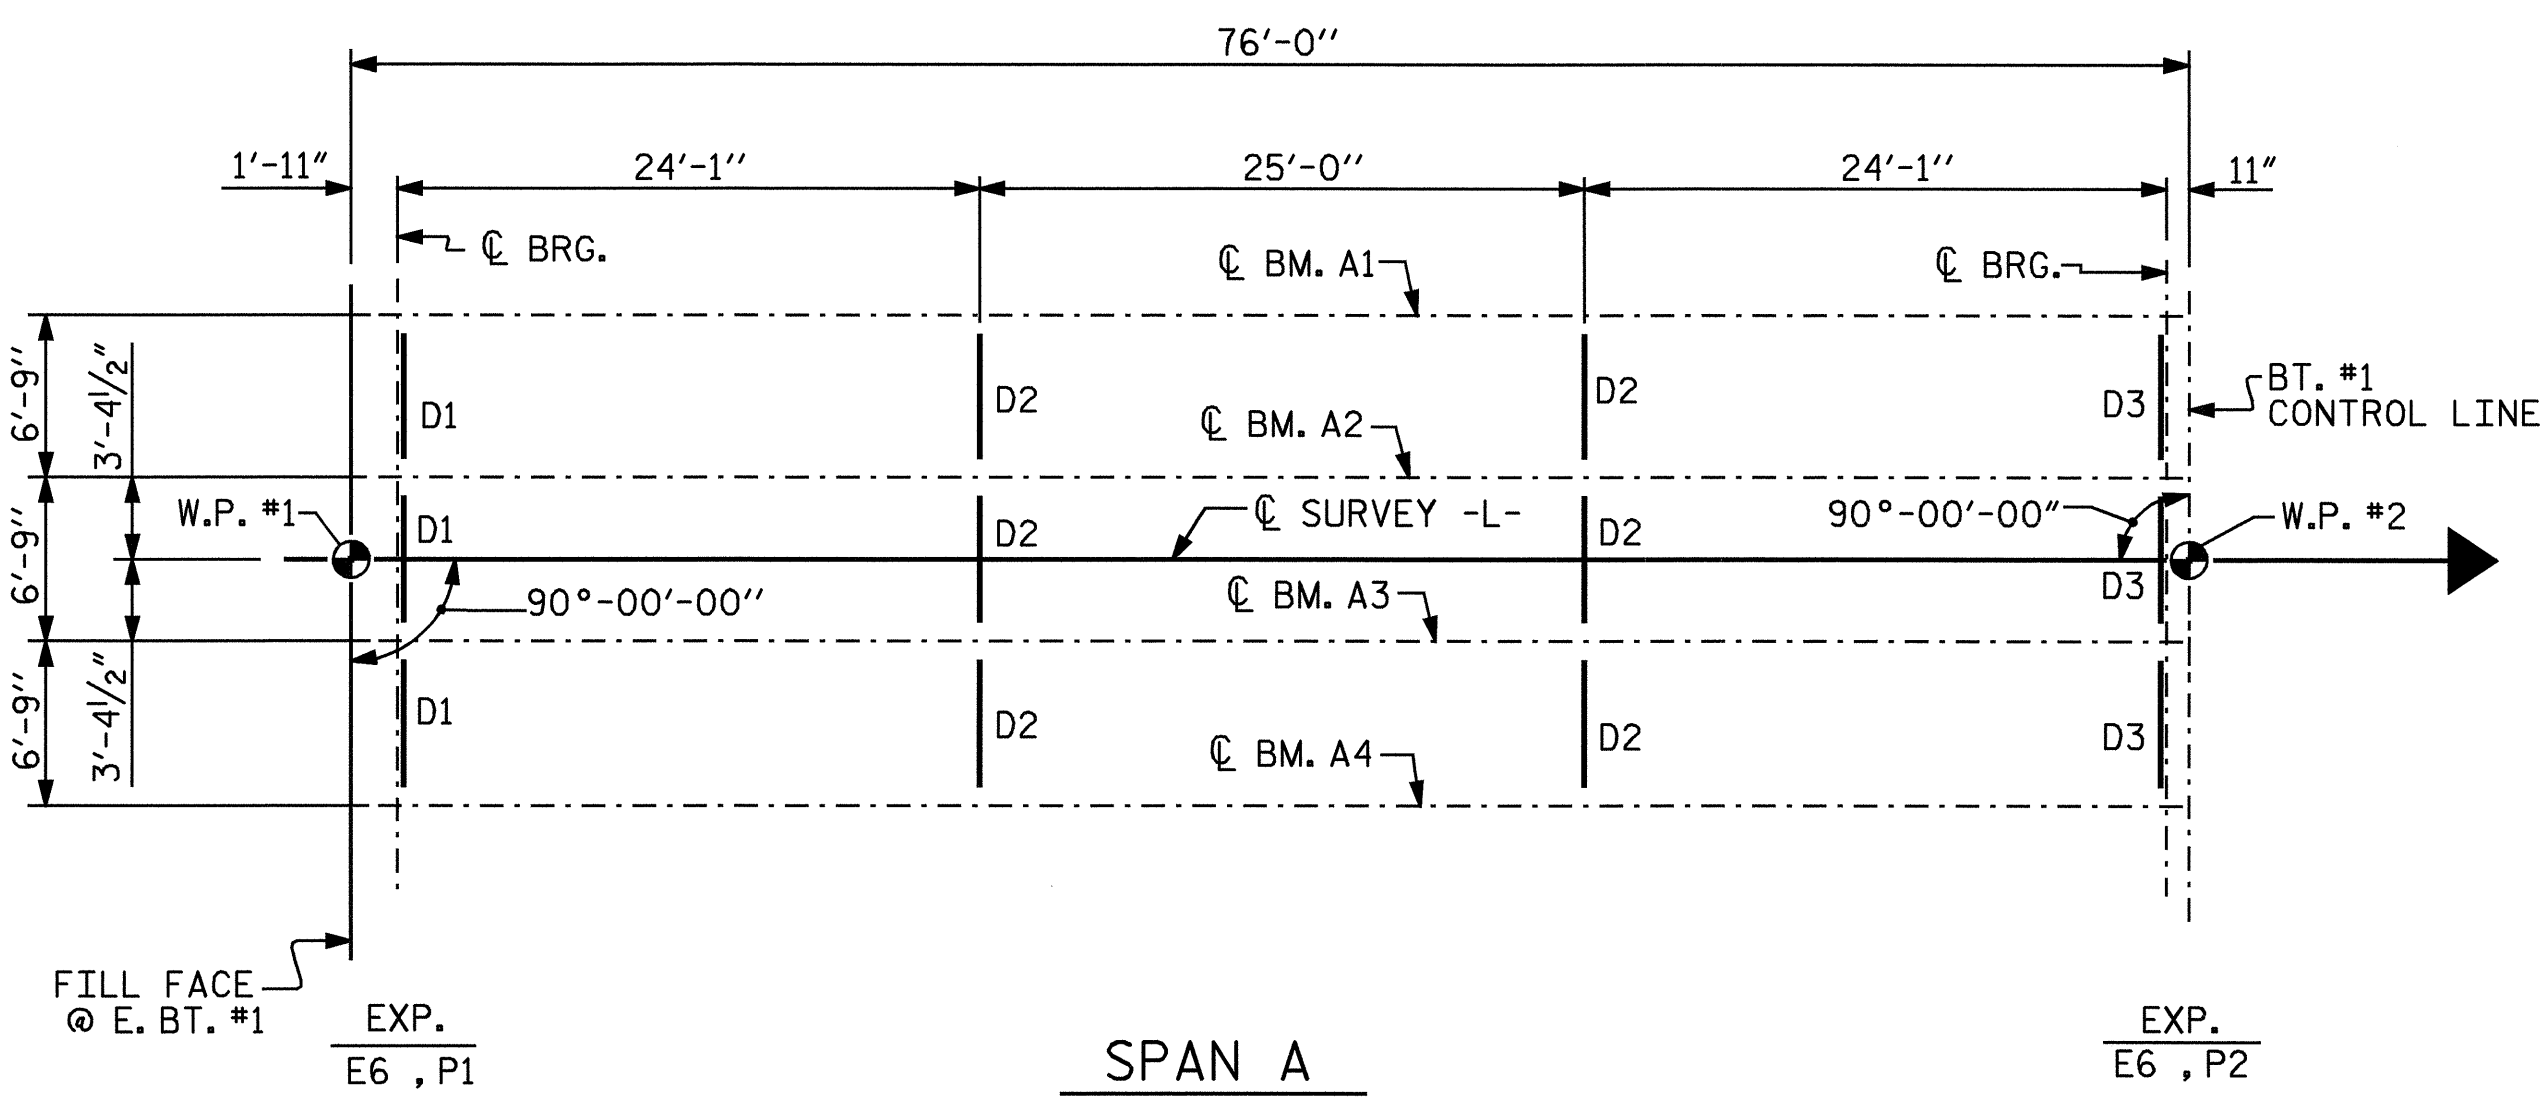 76'-0"
1'-11"
24'-1"
25'-0"
24'-1"
11"
℄ BRG.
℄ BM. A1
℄ BRG.
6'-9"
3'-4½"
D1
D2
D2
D3
BT. #1
CONTROL LINE
℄ BM. A2
W.P. #1
D1
D2
℄ SURVEY -L-
D2
90°-00'-00"
W.P. #2
6'-9"
90°-00'-00"
℄ BM. A3
D3
6'-9"
3'-4½"
D1
D2
℄ BM. A4
D2
D3
FILL FACE
@ E. BT. #1
EXP.
E6 , P1
SPAN A
EXP.
E6 , P2